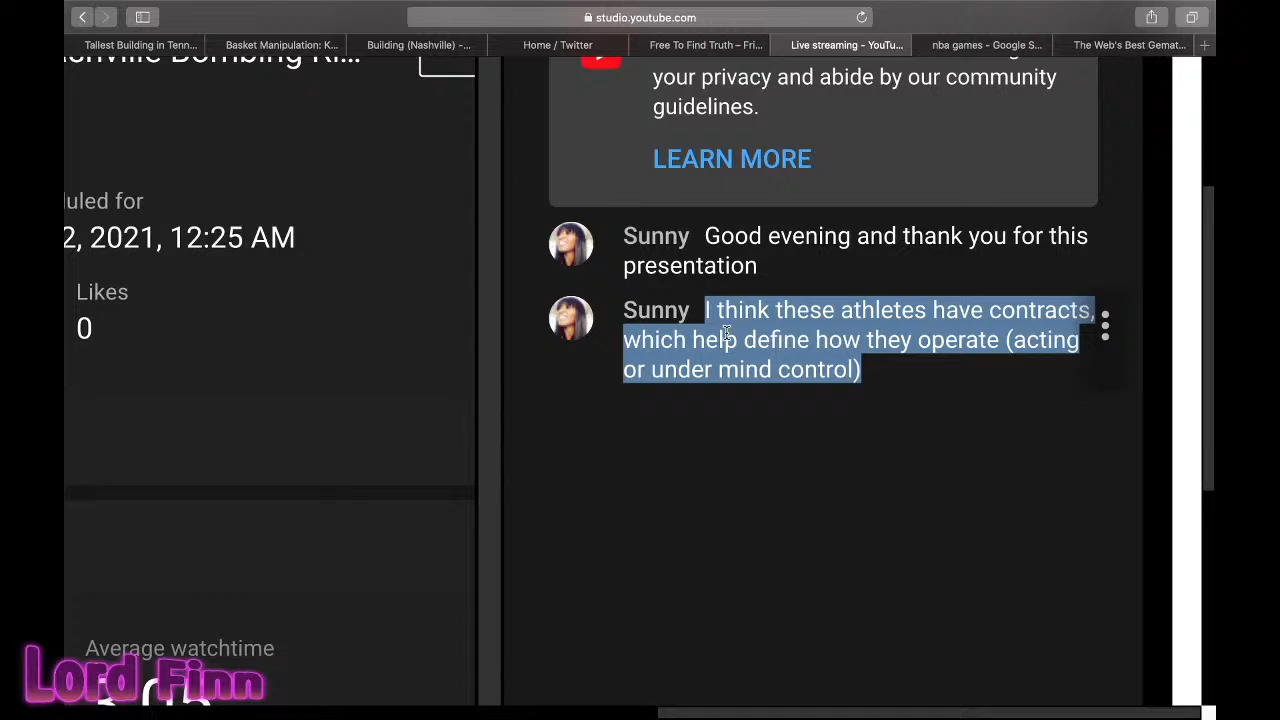 studio.youtube.com
Tallest Building in Tenn...
Basket Manipulation: K...
Building (Nashville) –...
Home / Twitter
Free To Find Truth – Fri...
Live streaming - YouTu...
nba games - Google S...
The Web's Best Gemat...
your privacy and abide by our community
guidelines.
LEARN MORE
uled for
2, 2021, 12:25 AM
Likes
0
Sunny Good evening and thank you for this
presentation
Sunny I think these athletes have contracts,
which help define how they operate (acting
or under mind control)
Average watchtime
Lord Finn